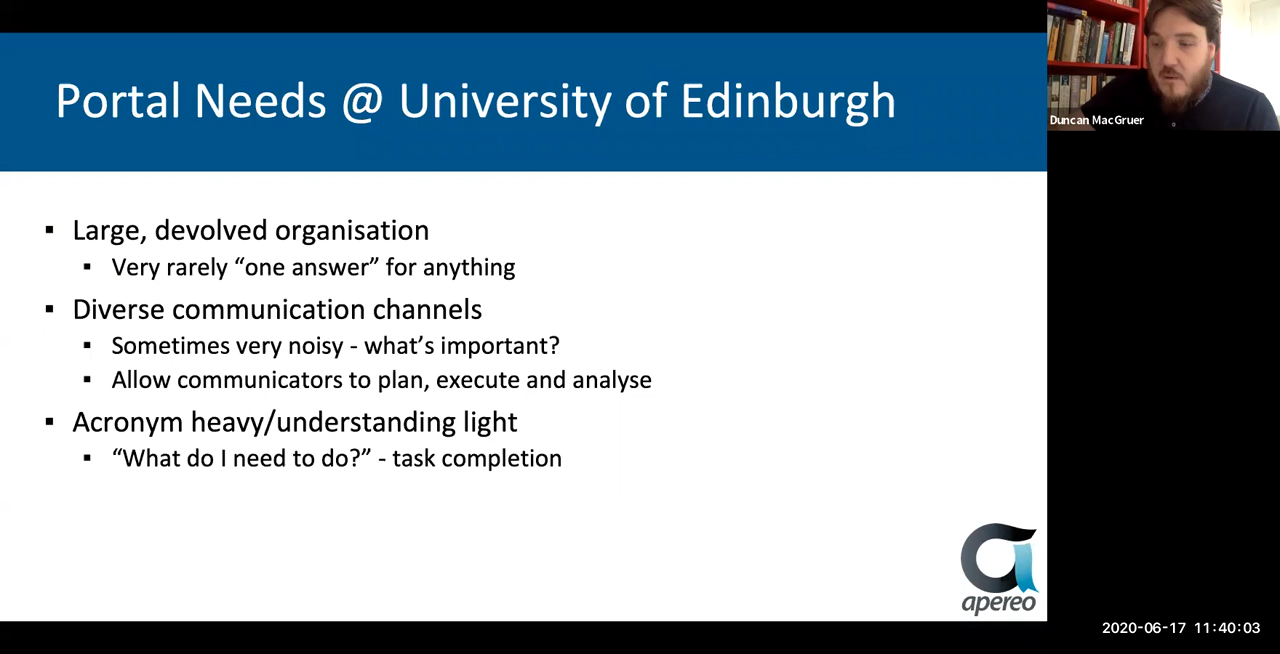 Portal Needs @ University of Edinburgh
Duncan MacGruer
▪ Large, devolved organisation
▪ Very rarely “one answer” for anything
▪ Diverse communication channels
▪ Sometimes very noisy - what’s important?
▪ Allow communicators to plan, execute and analyse
▪ Acronym heavy/understanding light
▪ “What do I need to do?” - task completion
apereo
2020-06-17 11:40:03